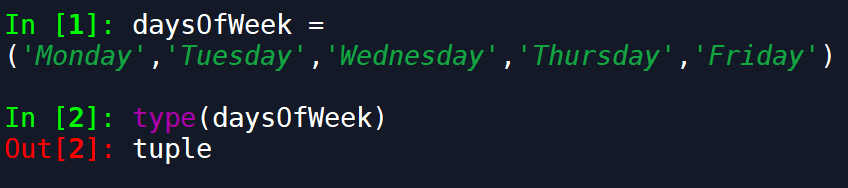 In [1]: daysOfWeek =
('Monday','Tuesday','Wednesday','Thursday','Friday')
In [2]: type(daysOfWeek)
Out[2]: tuple